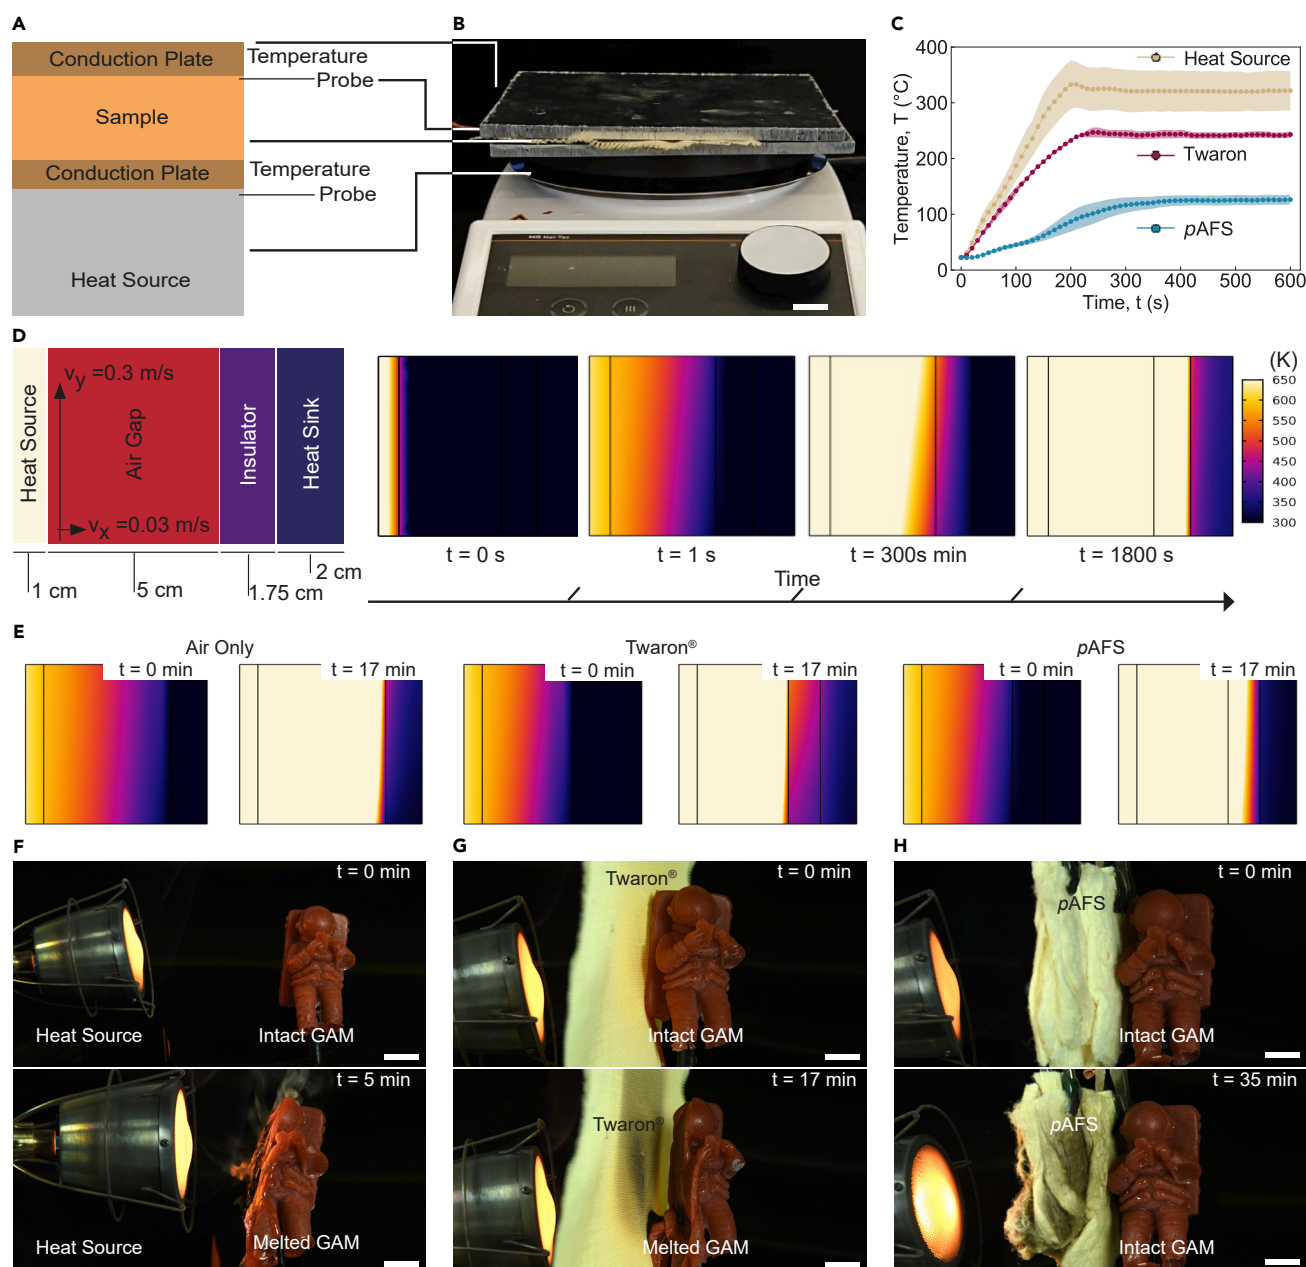 A
Conduction Plate
Sample
Conduction Plate
Heat Source
Temperature
Probe
Temperature
Probe
B
MR Hei-Tec
C
Temperature, T (°C)
400
300
200
100
0
Heat Source
Twaron
pAFS
0 100 200 300 400 500 600
Time, t (s)
D
Heat Source
vy =0.3 m/s
Air Gap
vx =0.03 m/s
Insulator
Heat Sink
1 cm
5 cm
1.75 cm
2 cm
t = 0 s
t = 1 s
t = 300s min
t = 1800 s
Time
(K)
650
600
550
500
450
400
350
300
E
Air Only
t = 0 min
t = 17 min
Twaron®
t = 0 min
t = 17 min
pAFS
t = 0 min
t = 17 min
F
t = 0 min
Heat Source
Intact GAM
t = 5 min
Heat Source
Melted GAM
G
t = 0 min
Twaron®
Intact GAM
t = 17 min
Twaron®
Melted GAM
H
t = 0 min
pAFS
Intact GAM
t = 35 min
pAFS
Intact GAM